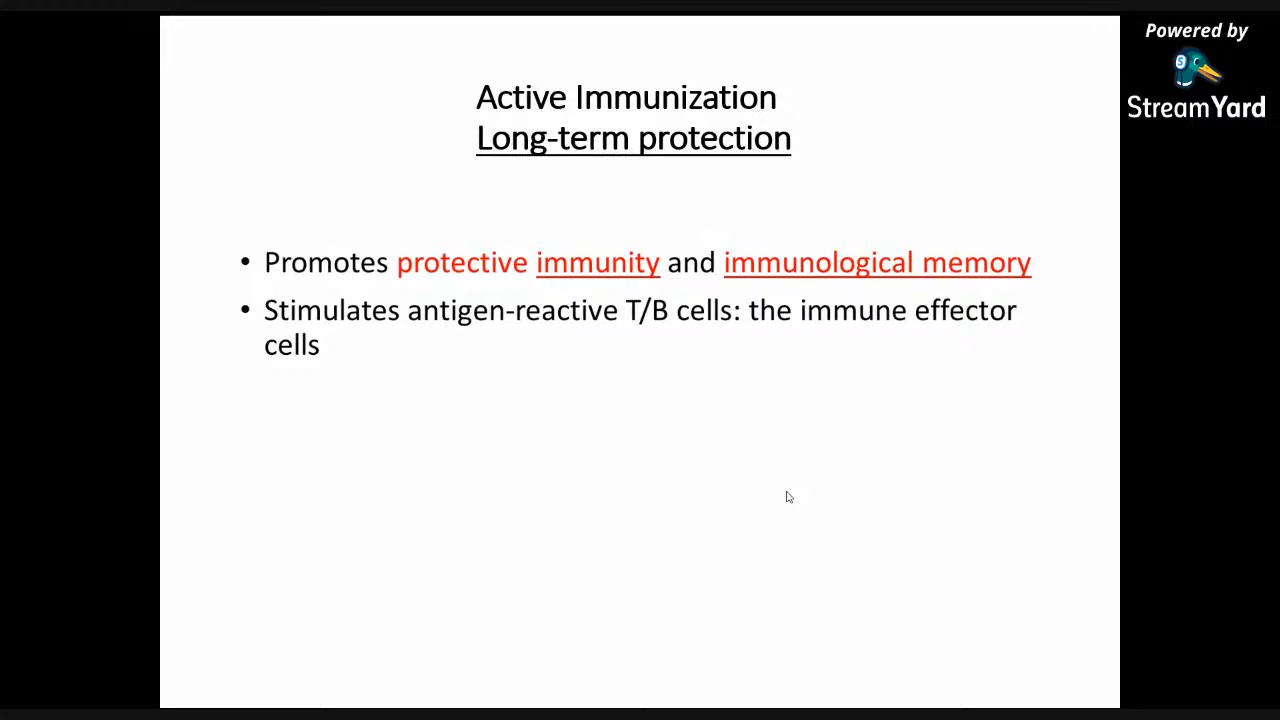 Powered by
StreamYard
Active Immunization
Long-term protection
• Promotes protective immunity and immunological memory
• Stimulates antigen-reactive T/B cells: the immune effector
cells